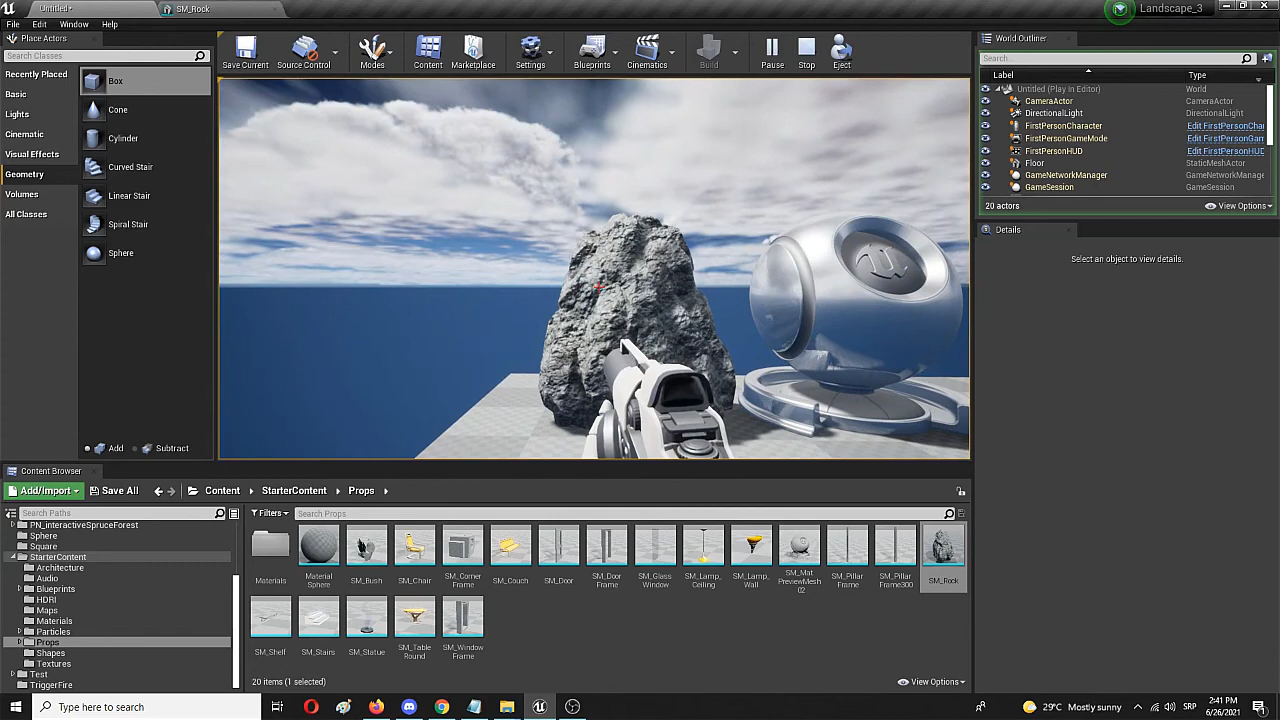 Untitled*
SM_Rock
Landscape_3
File Edit Window Help
Place Actors
Search Classes
Recently Placed
Basic
Lights
Cinematic
Visual Effects
Geometry
Volumes
All Classes
Box
Cone
Cylinder
Curved Stair
Linear Stair
Spiral Stair
Sphere
Add
Subtract
Save Current
Source Control
Modes
Content
Marketplace
Settings
Blueprints
Cinematics
Build
Pause
Stop
Eject
World Outliner
Search...
Label Type
Untitled (Play In Editor) World
CameraActor CameraActor
DirectionalLight DirectionalLight
FirstPersonCharacter Edit FirstPersonChar
FirstPersonGameMode Edit FirstPersonGam
FirstPersonHUD Edit FirstPersonHUD
Floor StaticMeshActor
GameNetworkManager GameNetworkManage
GameSession GameSession
20 actors
View Options
Details
Select an object to view details.
Content Browser
Add/Import
Save All
Content
StarterContent
Props
Search Paths
Filters
Search Props
PN_interactiveSpruceForest
Sphere
Square
StarterContent
Architecture
Audio
Blueprints
HDRI
Maps
Materials
Particles
Props
Shapes
Textures
Test
TriggerFire
Materials
Material
Sphere
SM_Bush
SM_Chair
SM_Corner
Frame
SM_Couch
SM_Door
SM_Door
Frame
SM_Glass
Window
SM_Lamp_
Ceiling
SM_Lamp_
Wall
SM_Mat
PreviewMesh
02
SM_Pillar
Frame
SM_Pillar
Frame300
SM_Rock
SM_Shelf
SM_Stairs
SM_Statue
SM_Table
Round
SM_Window
Frame
20 items (1 selected)
View Options
Type here to search
29°C Mostly sunny
SRP
2:41 PM
6/26/2021